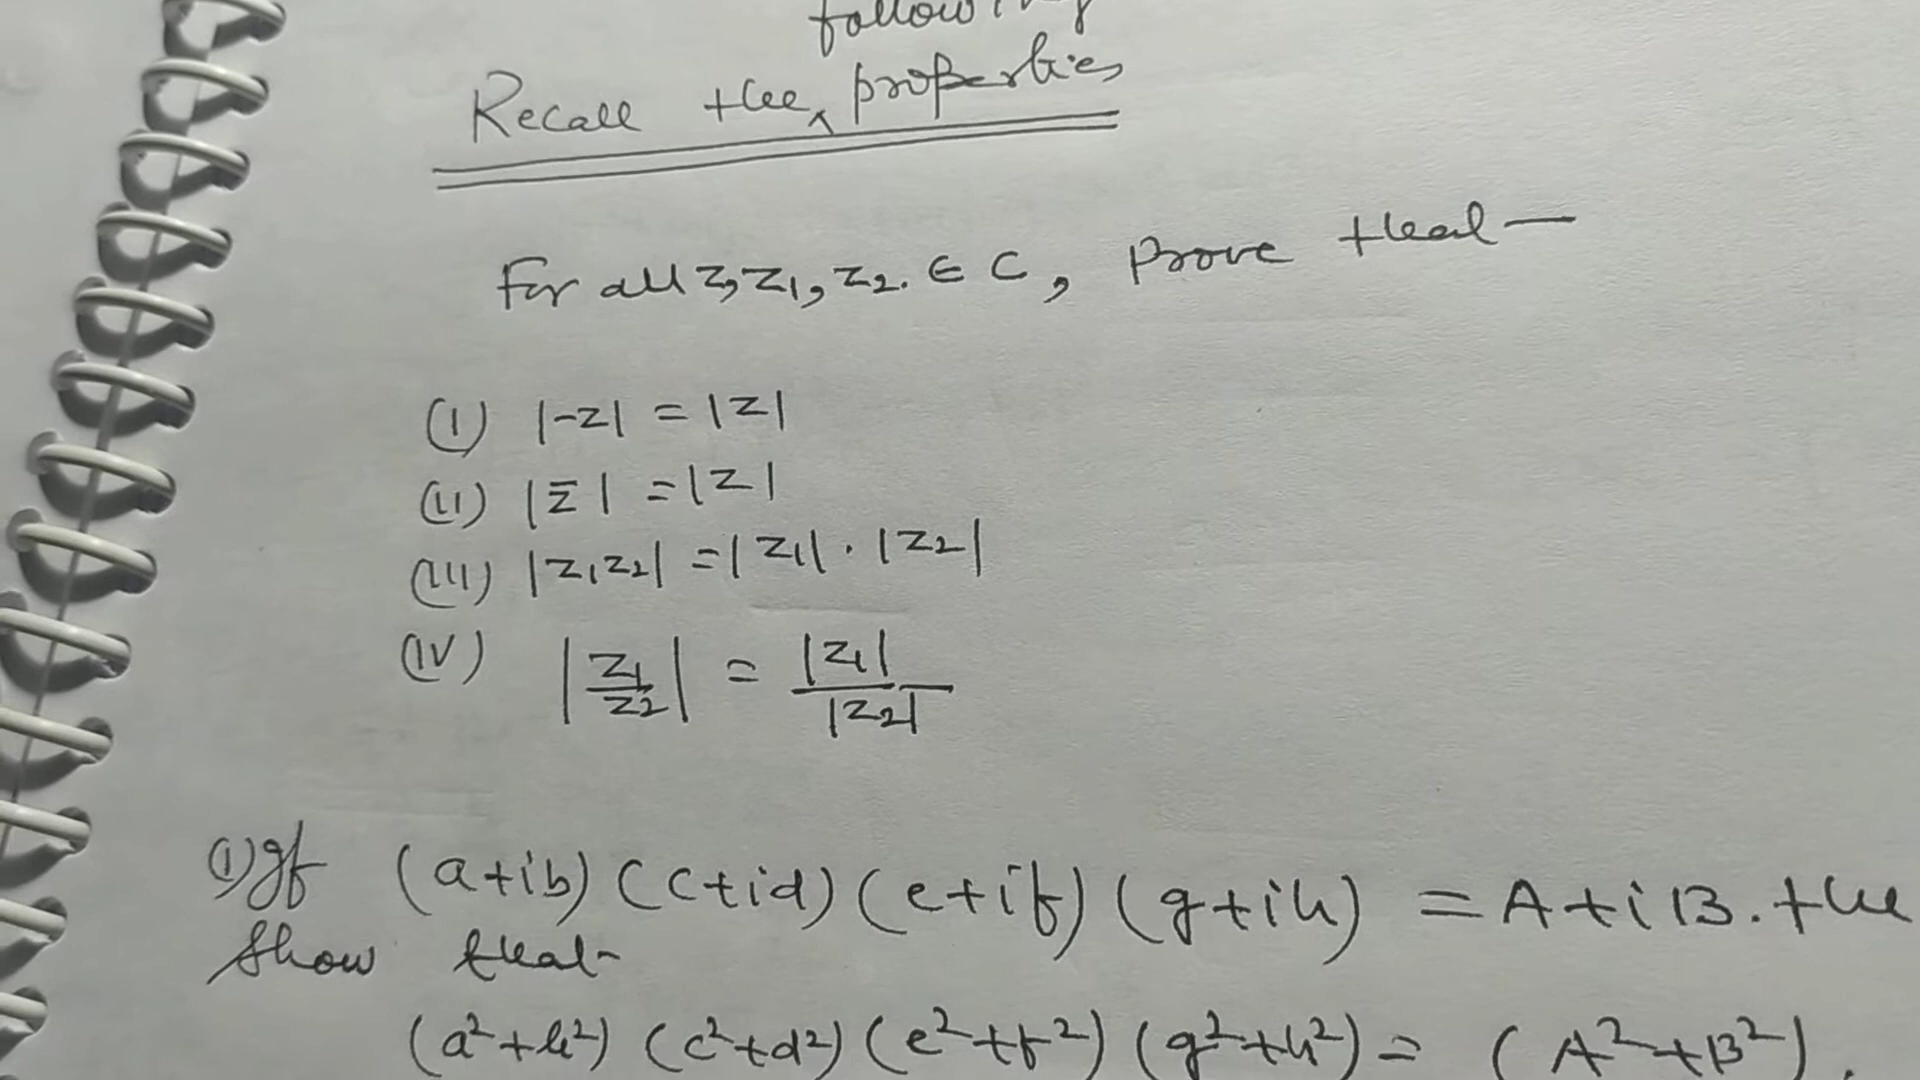 following
Recall the ^ properties
For all z, z₁, z₂. ∈ C, Prove that —
(i) |-z| = |z|
(ii) |z̄| = |z|
(iii) |z₁z₂| = |z₁| · |z₂|
(iv) |z₁/z₂| = |z₁|/|z₂|
(1) If (a+ib) (c+id) (e+if) (g+ih) = A+iB. the
Show that
(a²+b²) (c²+d²) (e²+f²) (g²+h²) = (A²+B²).